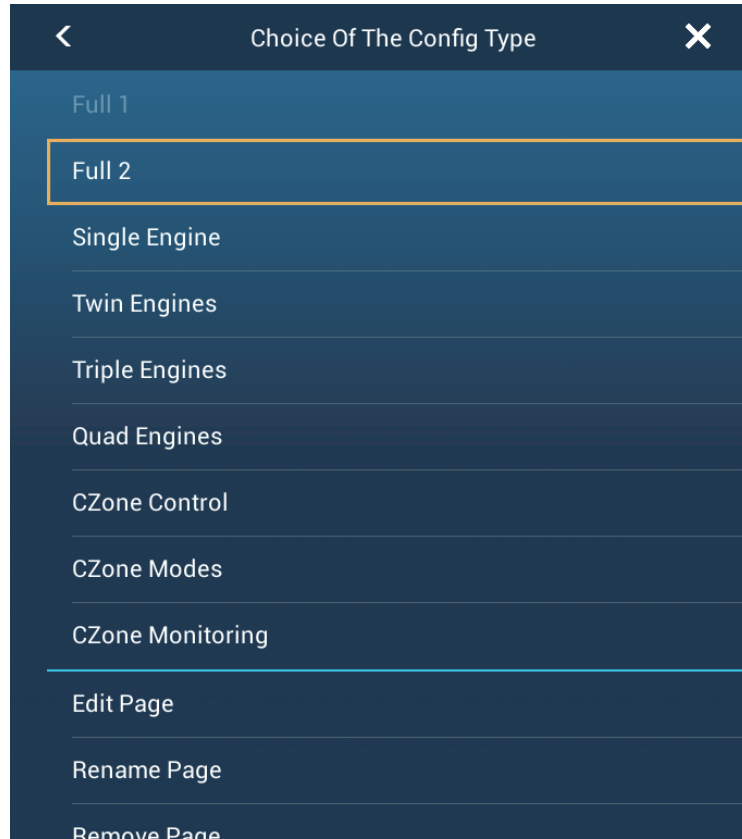 Choice Of The Config Type
Full 1
Full 2
Single Engine
Twin Engines
Triple Engines
Quad Engines
CZone Control
CZone Modes
CZone Monitoring
Edit Page
Rename Page
Remove Page